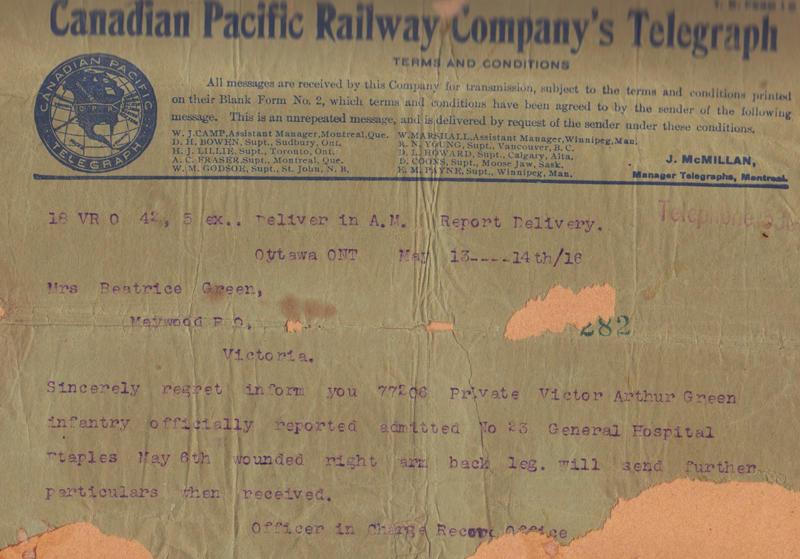 Canadian Pacific Railway Company's Telegraph
TERMS AND CONDITIONS
CANADIAN PACIFIC
C.P.R.
TELEGRAPH
All messages are received by this Company for transmission, subject to the terms and conditions printed
on their Blank Form No. 2, which terms and conditions have been agreed to by the sender of the following
message. This is an unrepeated message, and is delivered by request of the sender under these conditions.
W. J. CAMP, Assistant Manager, Montreal, Que. W. MARSHALL, Assistant Manager, Winnipeg, Man.
D. H. BOWEN, Supt., Sudbury, Ont. R. N. YOUNG, Supt., Vancouver, B. C.
H. J. LILLIE, Supt., Toronto, Ont. D. L. HOWARD, Supt., Calgary, Alta.
A. C. FRASER, Supt., Montreal, Que. D. COONS, Supt., Moose Jaw, Sask.
W. M. GODSOE, Supt., St. John, N. B. E. M. PAYNE, Supt., Winnipeg, Man.
J. McMILLAN,
Manager Telegraphs, Montreal.
Telephone
18 VR O 42, 5 ex.. Deliver in A.M. Report Delivery.
Ottawa ONT May 13----14th/16
Mrs Beatrice Green,
Maywood P O,
282
Victoria.
Sincerely regret inform you 77206 Private Victor Arthur Green
infantry officially reported admitted No 23 General Hospital
taples May 6th wounded right arm back leg. will send further
particulars when received.
Officer in Charge Record Office